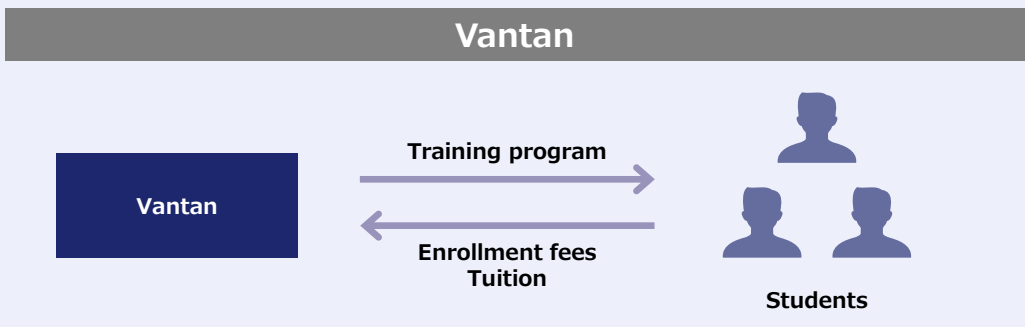 Vantan
Training program
Vantan
Enrollment fees
Tuition
Students